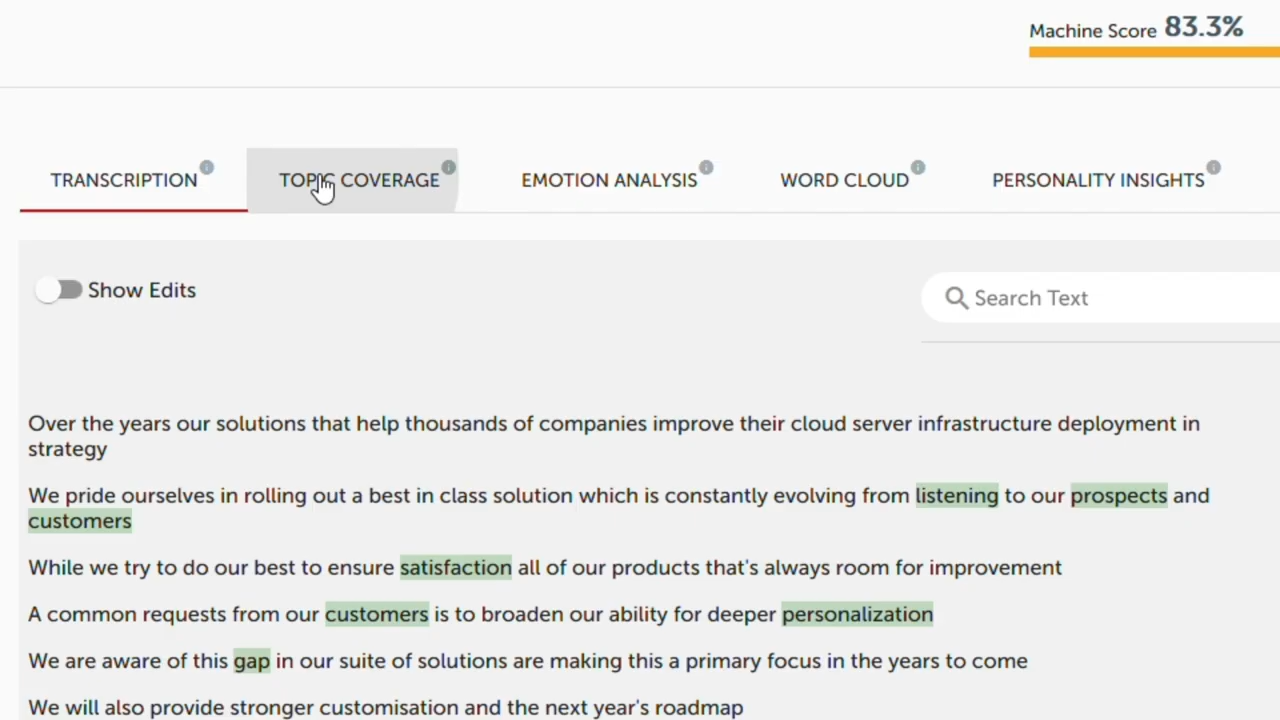 Machine Score 83.3%
TRANSCRIPTION
TOPIC COVERAGE
EMOTION ANALYSIS
WORD CLOUD
PERSONALITY INSIGHTS
Show Edits
Search Text
Over the years our solutions that help thousands of companies improve their cloud server infrastructure deployment in
strategy
We pride ourselves in rolling out a best in class solution which is constantly evolving from listening to our prospects and
customers
While we try to do our best to ensure satisfaction all of our products that's always room for improvement
A common requests from our customers is to broaden our ability for deeper personalization
We are aware of this gap in our suite of solutions are making this a primary focus in the years to come
We will also provide stronger customisation and the next year's roadmap